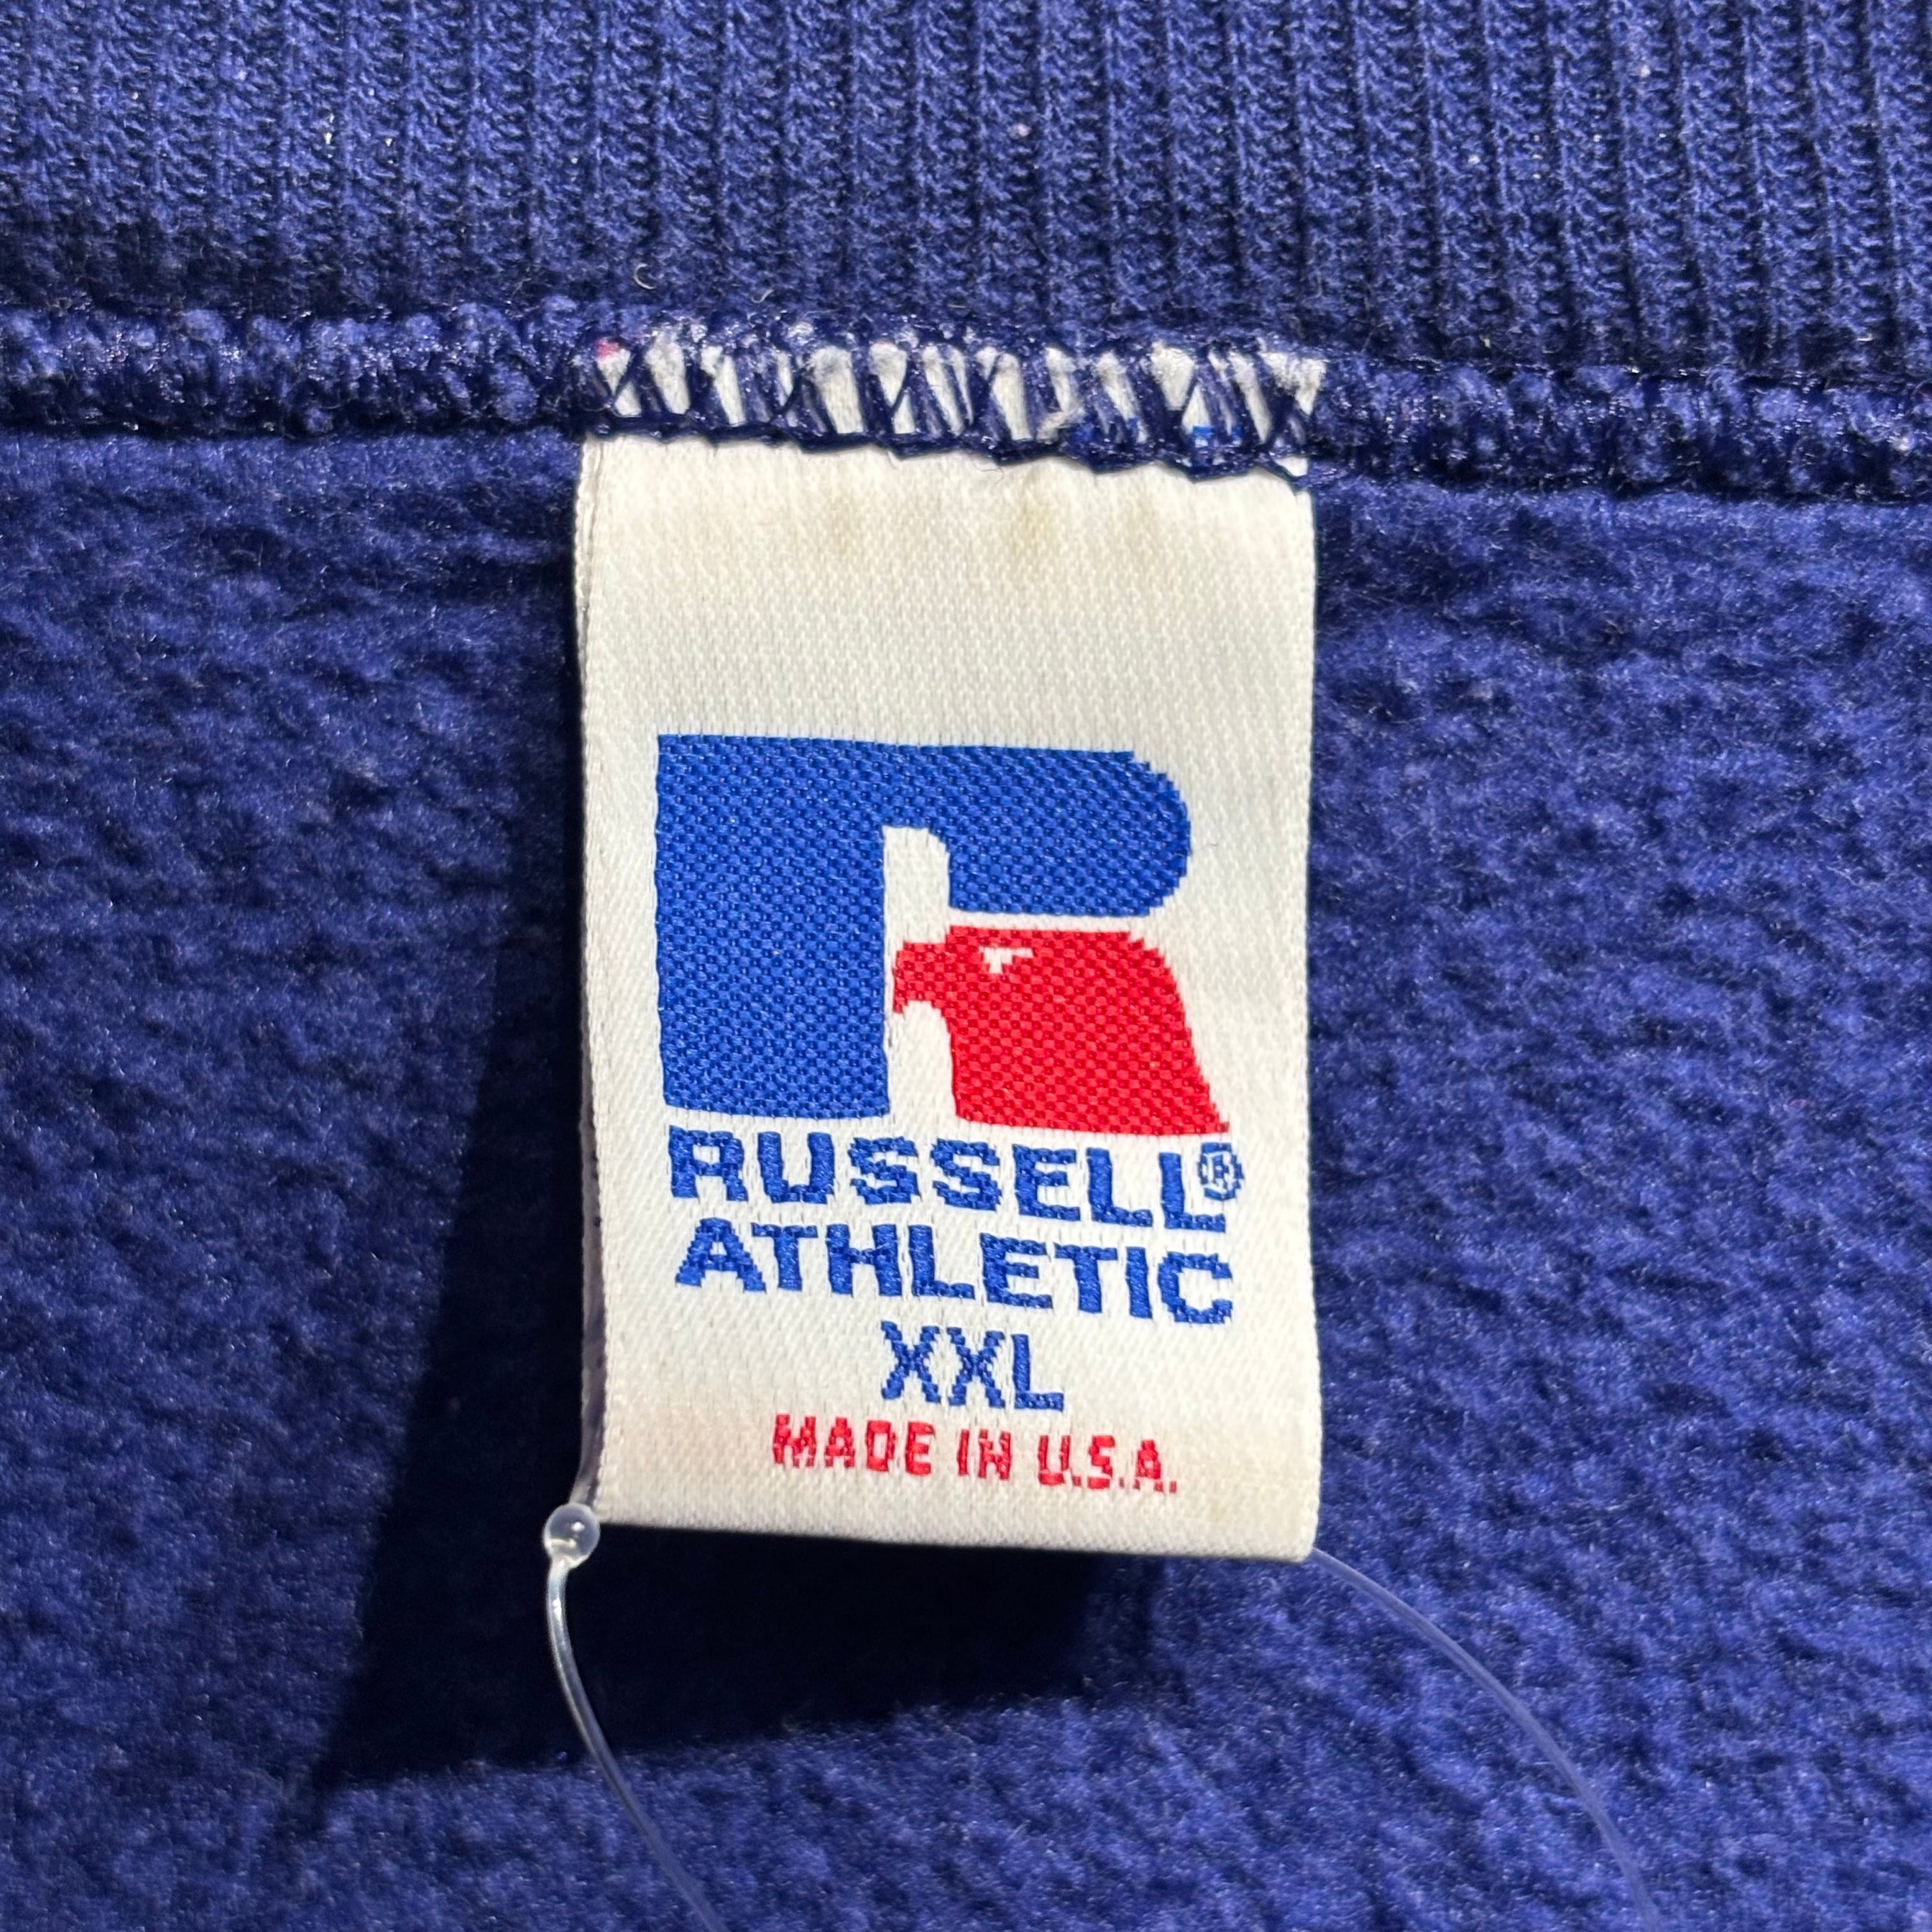 RUSSELL®
ATHLETIC
XXL
MADE IN U.S.A.